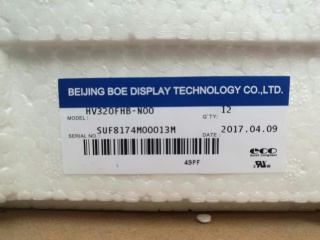 BEIJING BOE DISPLAY TECHNOLOGY CO.,LTD.
MODEL: HV320FHB-N00 Q'TY: 12
SERIAL NO. SUF8174M00013M DATE: 2017.04.09
49PF
eco